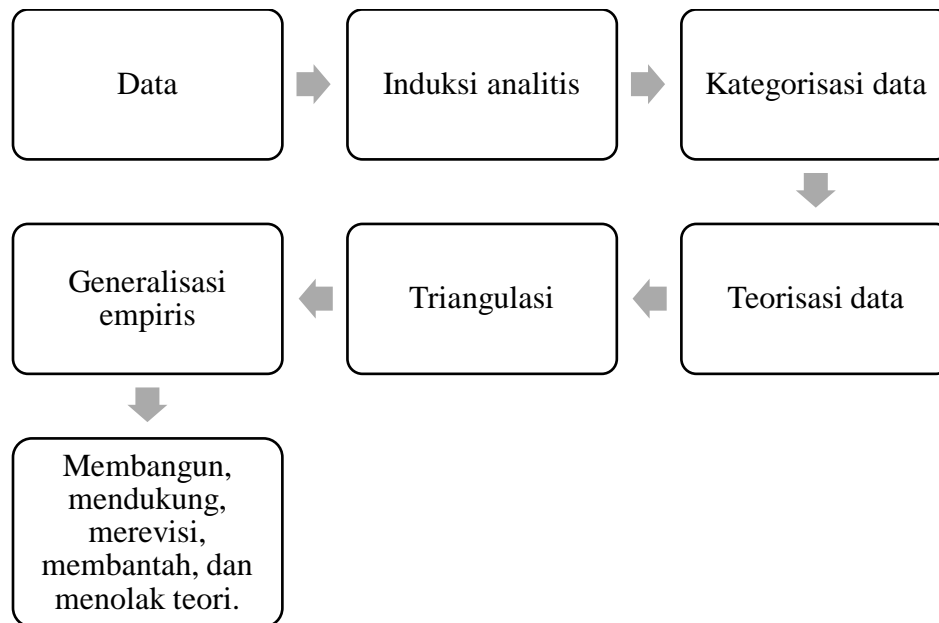 Data
Induksi analitis
Kategorisasi data
Teorisasi data
Triangulasi
Generalisasi
empiris
Membangun,
mendukung,
merevisi,
membantah, dan
menolak teori.